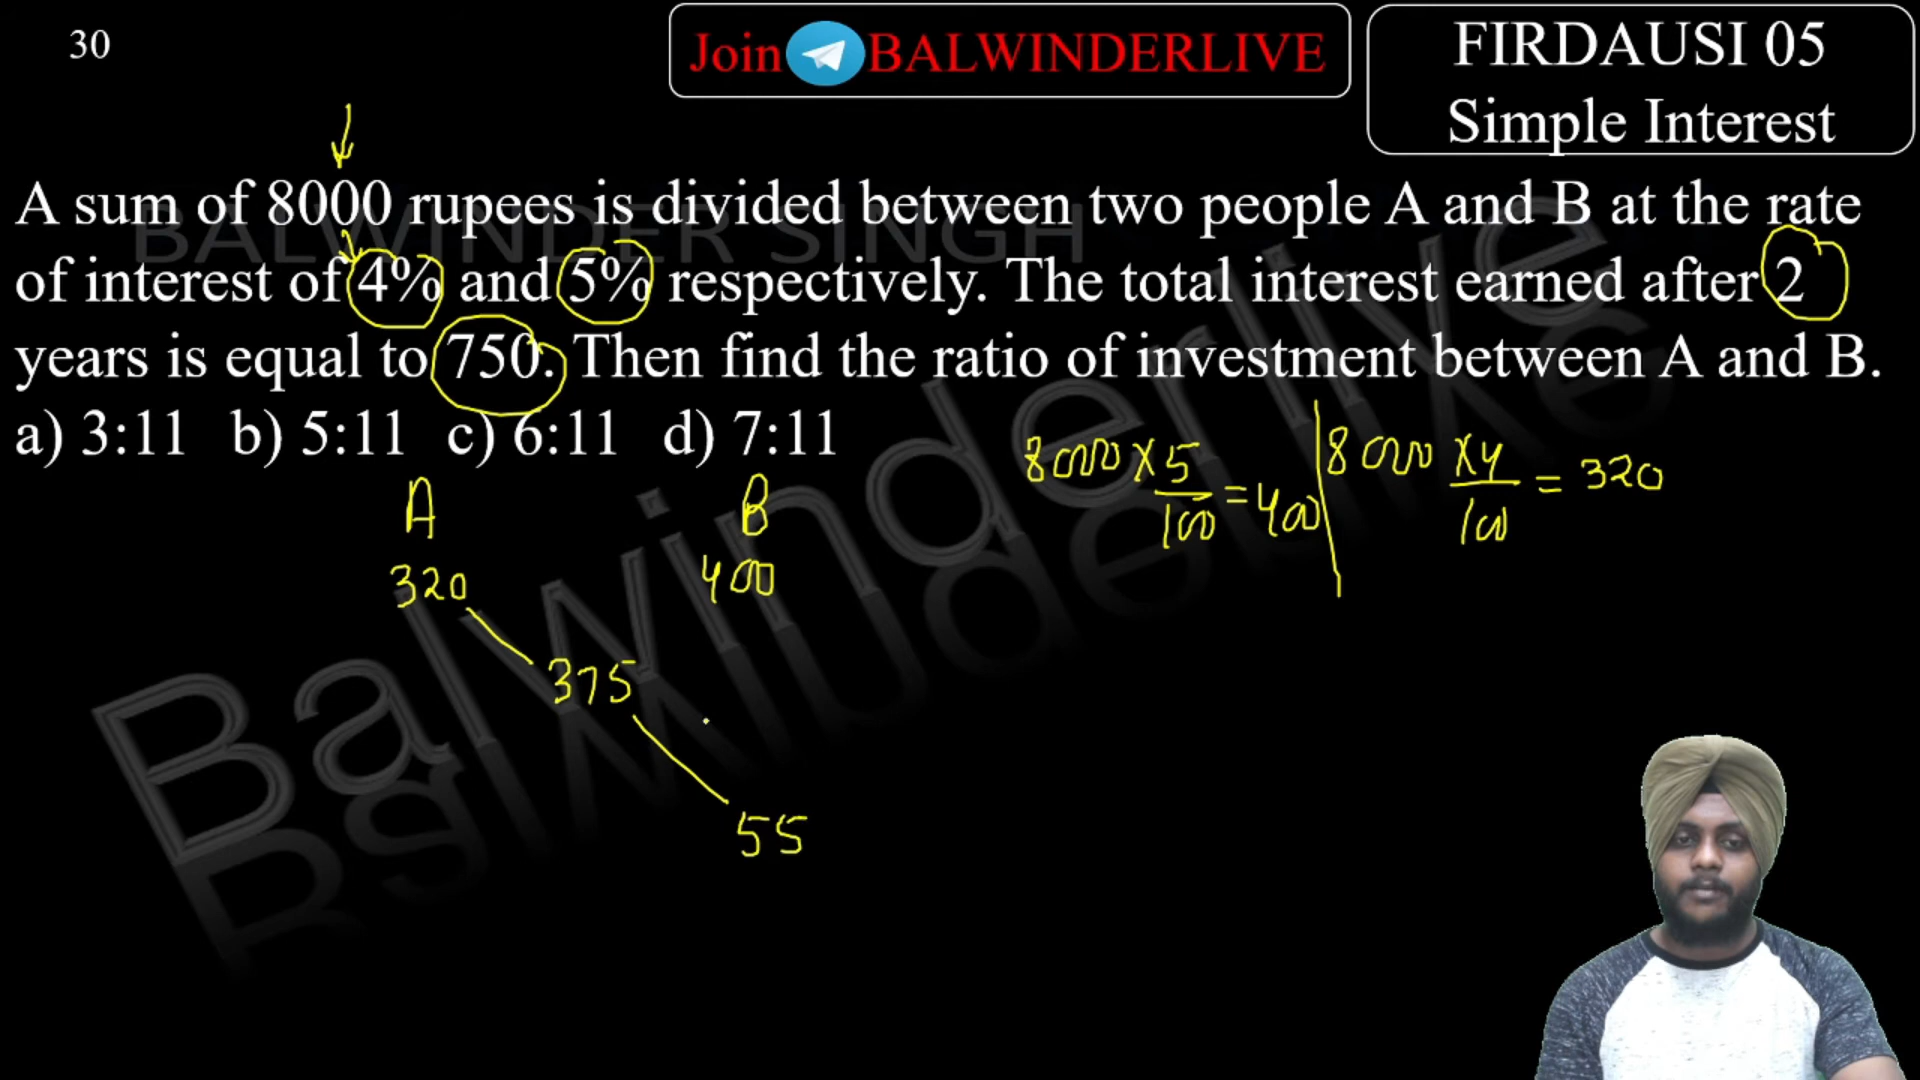 30
Join BALWINDERLIVE
FIRDAUSI 05
Simple Interest
BALWINDER SINGH
A sum of 8000 rupees is divided between two people A and B at the rate
of interest of 4% and 5% respectively. The total interest earned after 2
years is equal to 750. Then find the ratio of investment between A and B.
a) 3:11 b) 5:11 c) 6:11 d) 7:11
8000 × 5/100 = 400
8000 × 4/100 = 320
A B
320 400
375
55
Balwinderlive